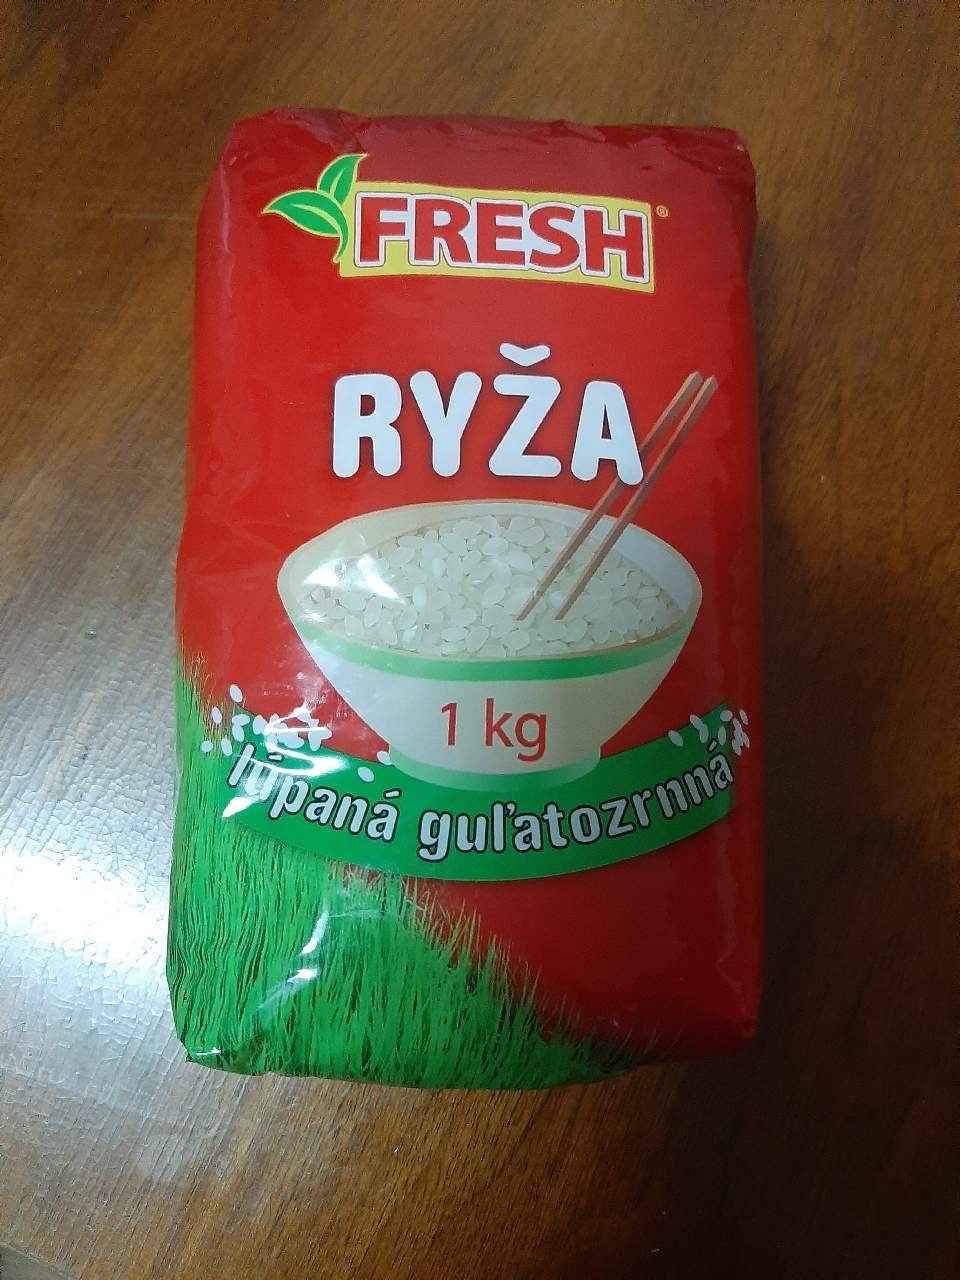 FRESH®
RYŽA
1 kg
lúpaná guľatozrnná